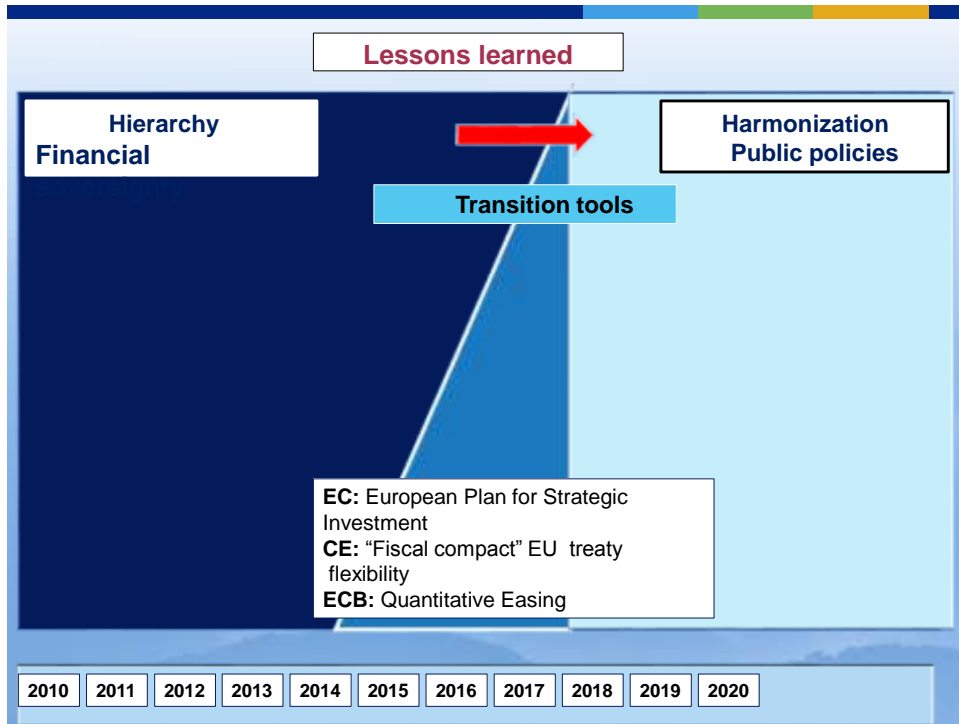 Lessons learned
Hierarchy
Financial
sovereignty
Harmonization
Public policies
Transition tools
EC: European Plan for Strategic
Investment
CE: “Fiscal compact” EU  treaty
flexibility
ECB: Quantitative Easing
2010 2011 2012 2013 2014 2015 2016 2017 2018 2019 2020